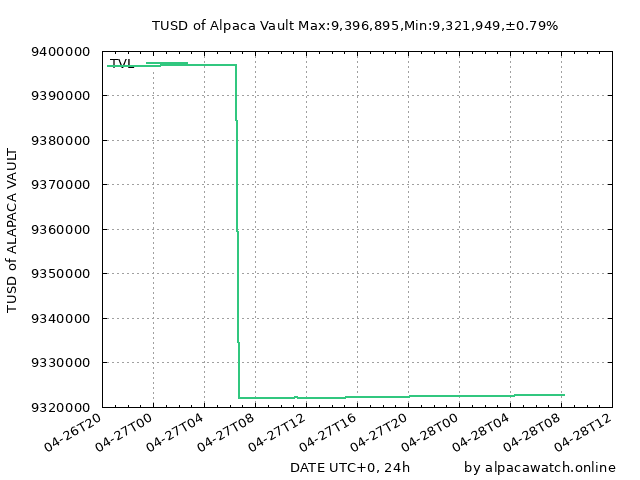 TUSD of Alpaca Vault Max:9,396,895,Min:9,321,949,±0.79%
9400000
TVL
9390000
9380000
9370000
9360000
9350000
9340000
9330000
9320000
TUSD of ALAPACA VAULT
04-26T20
04-27T00
04-27T04
04-27T08
04-27T12
04-27T16
04-27T20
04-28T00
04-28T04
04-28T08
04-28T12
DATE UTC+0, 24h
by alpacawatch.online